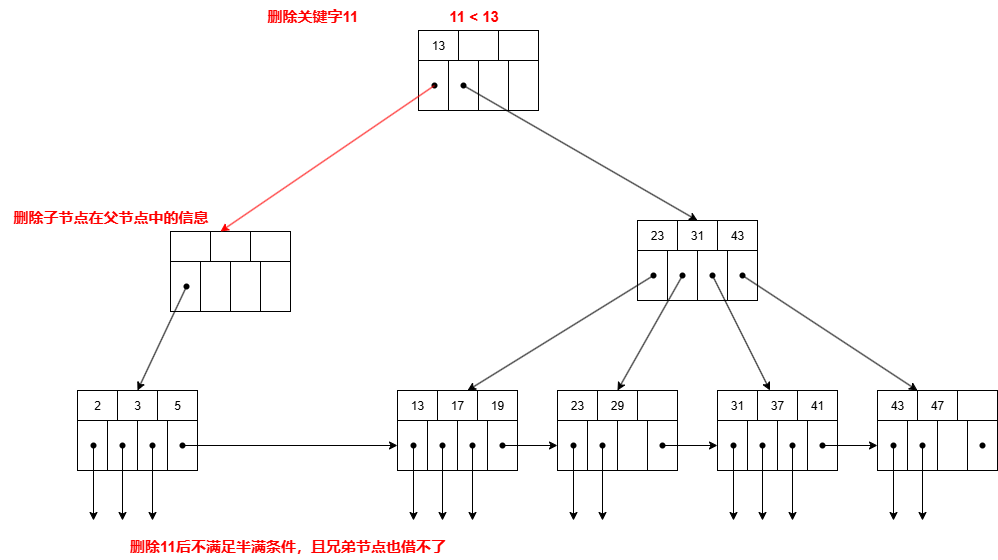 删除关键字11 11 < 13
13
删除子节点在父节点中的信息
23 31 43
2 3 5 13 17 19 23 29 31 37 41 43 47
删除11后不满足半满条件，且兄弟节点也借不了